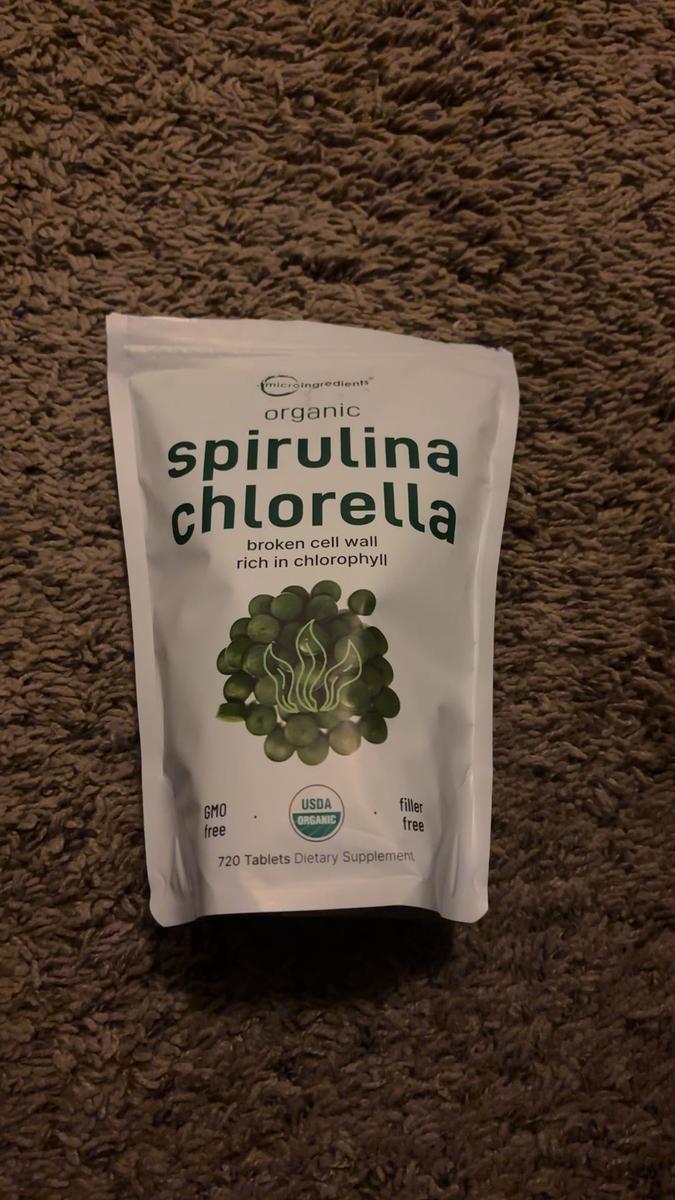 microingredients®
organic
spirulina
chlorella
broken cell wall
rich in chlorophyll
GMO
free
USDA
ORGANIC
filler
free
720 Tablets Dietary Supplement